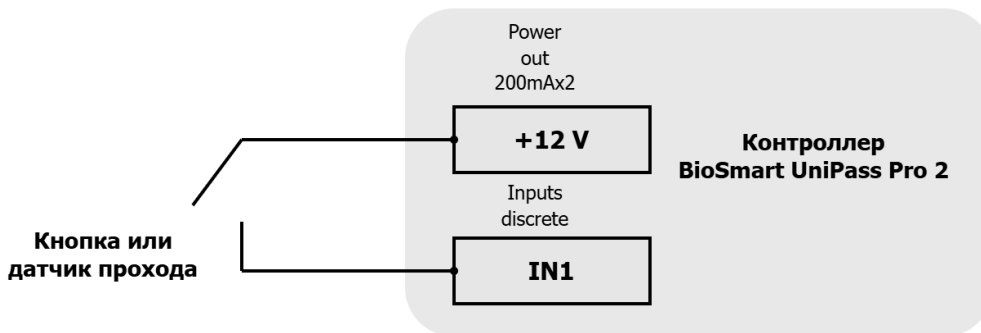 Power
out
200mAx2
+12 V
Контроллер
BioSmart UniPass Pro 2
Inputs
discrete
Кнопка или
датчик прохода
IN1